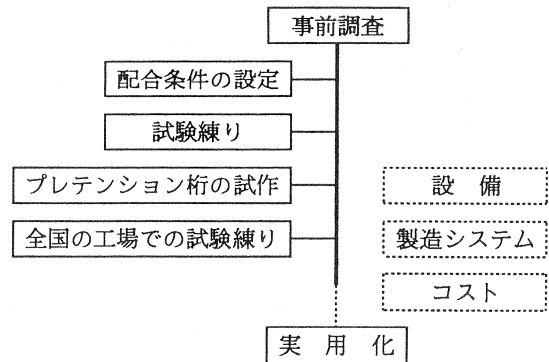 事前調査
配合条件の設定
試験練り
プレテンション桁の試作
全国の工場での試験練り
設　備
製造システム
コスト
実　用　化